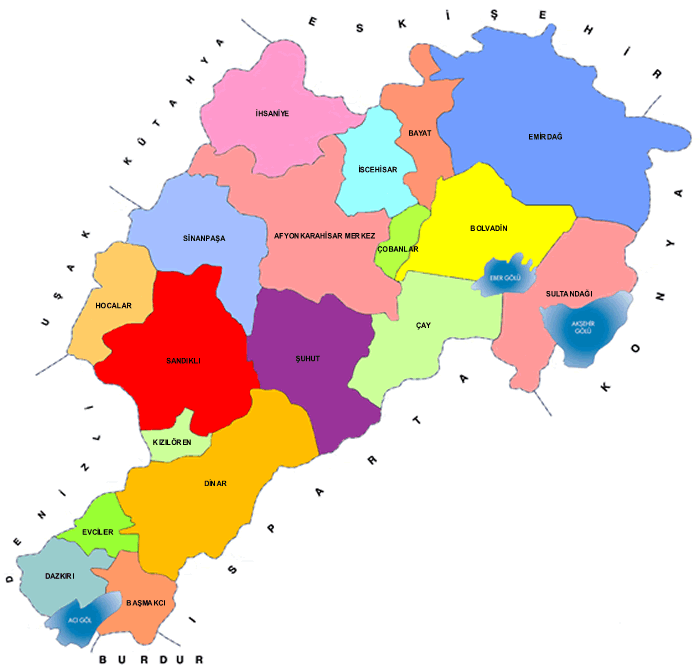 ESKİŞEHİR
KÜTAHYA
İHSANİYE
BAYAT
EMİRDAĞ
İSCEHİSAR
KONYA
UŞAK
SİNANPAŞA
AFYONKARAHİSAR MERKEZ
BOLVADİN
ÇOBANLAR
EBER GÖLÜ
SULTANDAĞI
HOCALAR
ÇAY
AKŞEHİR
GÖLÜ
SANDIKLI
ŞUHUT
DENİZLİ
KIZILÖREN
DİNAR
ISPARTA
EVCİLER
DAZKIRI
BAŞMAKCI
ACI GÖL
BURDUR